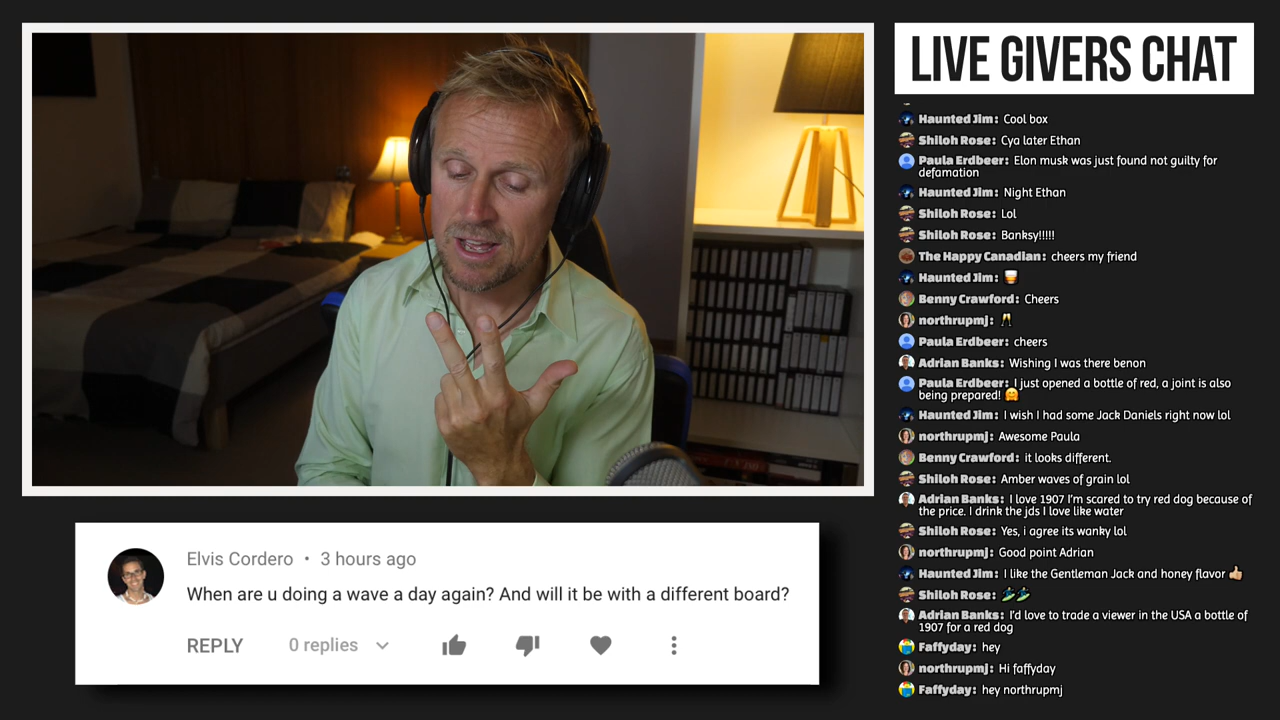 LIVE GIVERS CHAT
Haunted Jim: Cool box
Shiloh Rose: Cya later Ethan
Paula Erdbeer: Elon musk was just found not guilty for
defamation
Haunted Jim: Night Ethan
Shiloh Rose: Lol
Shiloh Rose: Banksy!!!!!
The Happy Canadian: cheers my friend
Haunted Jim: 🥃
Benny Crawford: Cheers
northrupmj: 🥂
Paula Erdbeer: cheers
Adrian Banks: Wishing I was there benon
Paula Erdbeer: I just opened a bottle of red, a joint is also
being prepared! 🤗
Haunted Jim: I wish I had some Jack Daniels right now lol
northrupmj: Awesome Paula
Benny Crawford: it looks different.
Shiloh Rose: Amber waves of grain lol
Adrian Banks: I love 1907 I'm scared to try red dog because of
the price. I drink the jds I love like water
Shiloh Rose: Yes, i agree its wanky lol
northrupmj: Good point Adrian
Haunted Jim: I like the Gentleman Jack and honey flavor 👍🏼
Shiloh Rose:
Adrian Banks: I'd love to trade a viewer in the USA a bottle of
1907 for a red dog
Faffyday: hey
northrupmj: Hi faffyday
Faffyday: hey northrupmj
Elvis Cordero • 3 hours ago
When are u doing a wave a day again? And will it be with a different board?
REPLY 0 replies